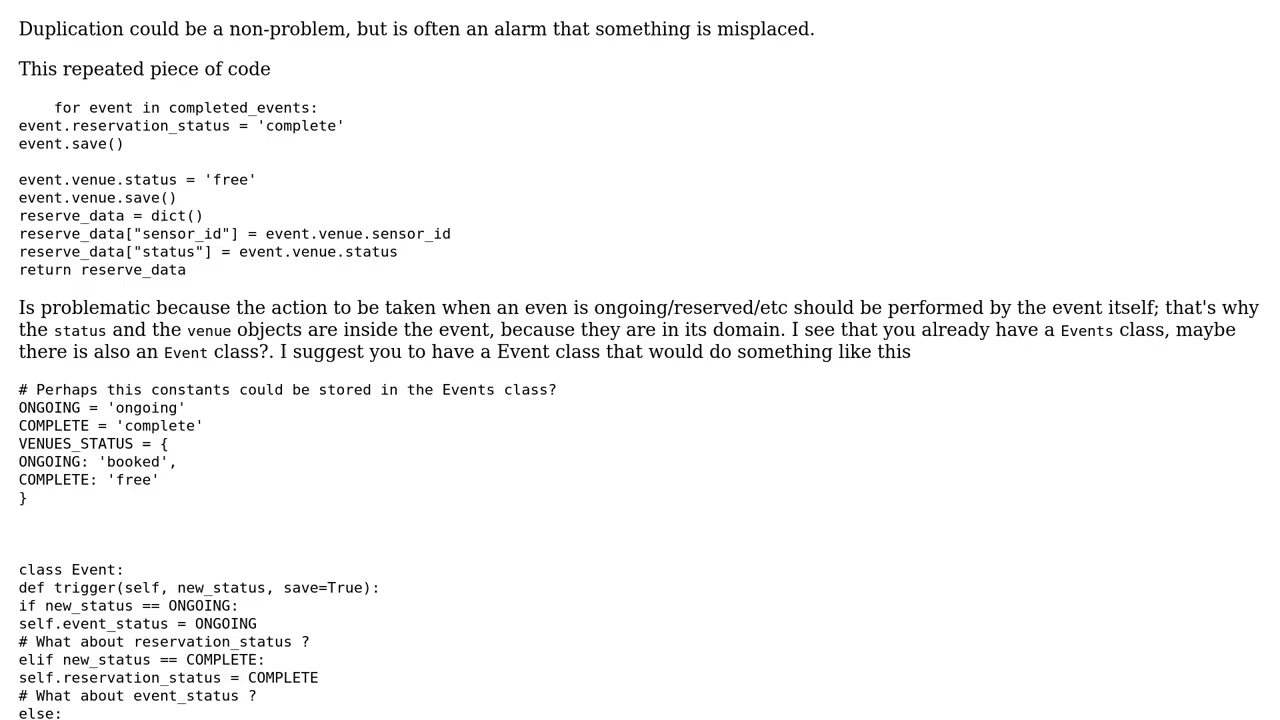 Duplication could be a non-problem, but is often an alarm that something is misplaced.
This repeated piece of code
    for event in completed_events:
event.reservation_status = 'complete'
event.save()

event.venue.status = 'free'
event.venue.save()
reserve_data = dict()
reserve_data["sensor_id"] = event.venue.sensor_id
reserve_data["status"] = event.venue.status
return reserve_data
Is problematic because the action to be taken when an even is ongoing/reserved/etc should be performed by the event itself; that's why
the status and the venue objects are inside the event, because they are in its domain. I see that you already have a Events class, maybe
there is also an Event class?. I suggest you to have a Event class that would do something like this
# Perhaps this constants could be stored in the Events class?
ONGOING = 'ongoing'
COMPLETE = 'complete'
VENUES_STATUS = {
ONGOING: 'booked',
COMPLETE: 'free'
}

class Event:
def trigger(self, new_status, save=True):
if new_status == ONGOING:
self.event_status = ONGOING
# What about reservation_status ?
elif new_status == COMPLETE:
self.reservation_status = COMPLETE
# What about event_status ?
else: